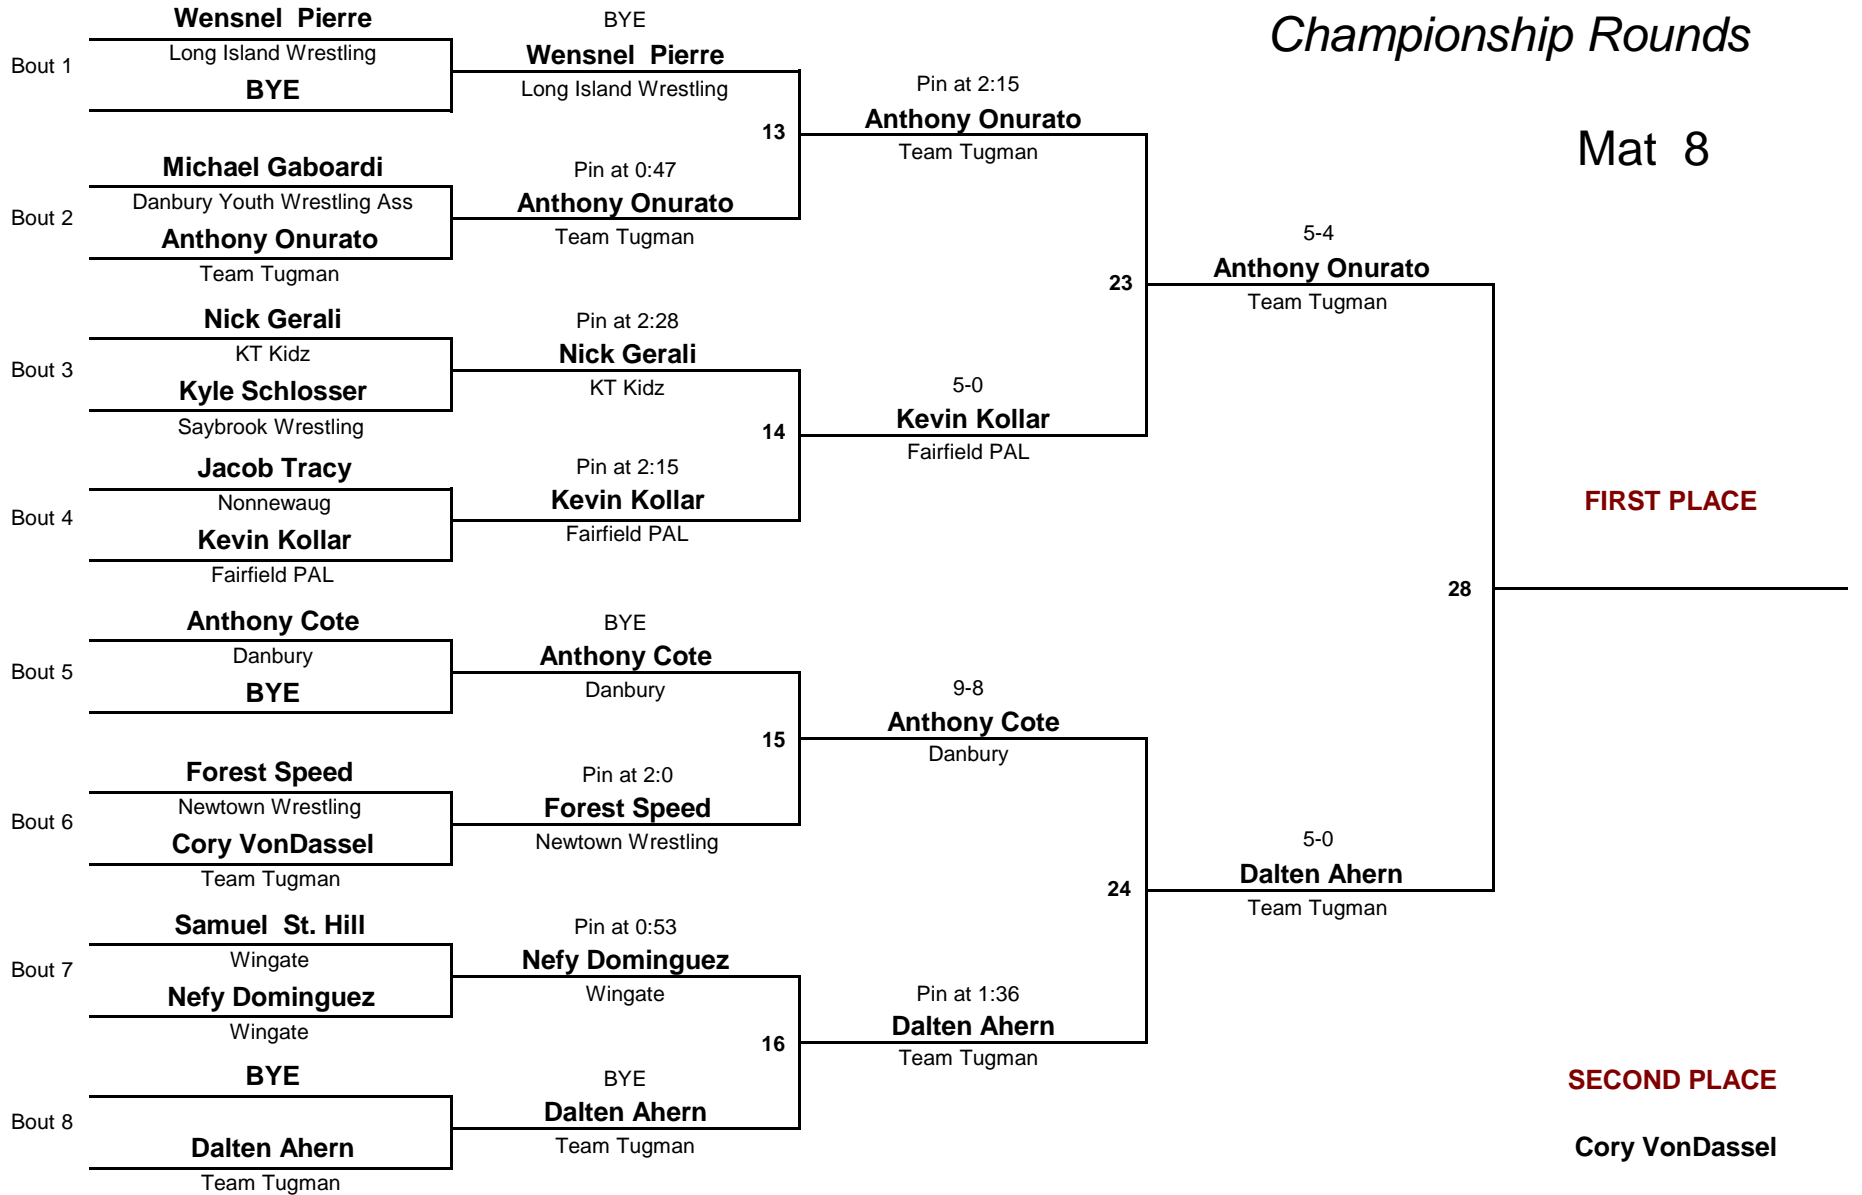 Championship Rounds
Mat 8
Bout 1
Wensnel Pierre
Long Island Wrestling
BYE
Bout 2
Michael Gaboardi
Danbury Youth Wrestling Ass
Anthony Onurato
Team Tugman
Bout 3
Nick Gerali
KT Kidz
Kyle Schlosser
Saybrook Wrestling
Bout 4
Jacob Tracy
Nonnewaug
Kevin Kollar
Fairfield PAL
Bout 5
Anthony Cote
Danbury
BYE
Bout 6
Forest Speed
Newtown Wrestling
Cory VonDassel
Team Tugman
Bout 7
Samuel St. Hill
Wingate
Nefy Dominguez
Wingate
Bout 8
BYE
Dalten Ahern
Team Tugman
BYE
Wensnel Pierre
Long Island Wrestling
13
Pin at 0:47
Anthony Onurato
Team Tugman
Pin at 2:28
Nick Gerali
KT Kidz
14
Pin at 2:15
Kevin Kollar
Fairfield PAL
BYE
Anthony Cote
Danbury
15
Pin at 2:0
Forest Speed
Newtown Wrestling
Pin at 0:53
Nefy Dominguez
Wingate
16
BYE
Dalten Ahern
Team Tugman
Pin at 2:15
Anthony Onurato
Team Tugman
23
5-0
Kevin Kollar
Fairfield PAL
9-8
Anthony Cote
Danbury
24
Pin at 1:36
Dalten Ahern
Team Tugman
5-4
Anthony Onurato
Team Tugman
28
5-0
Dalten Ahern
Team Tugman
FIRST PLACE
SECOND PLACE
Cory VonDassel